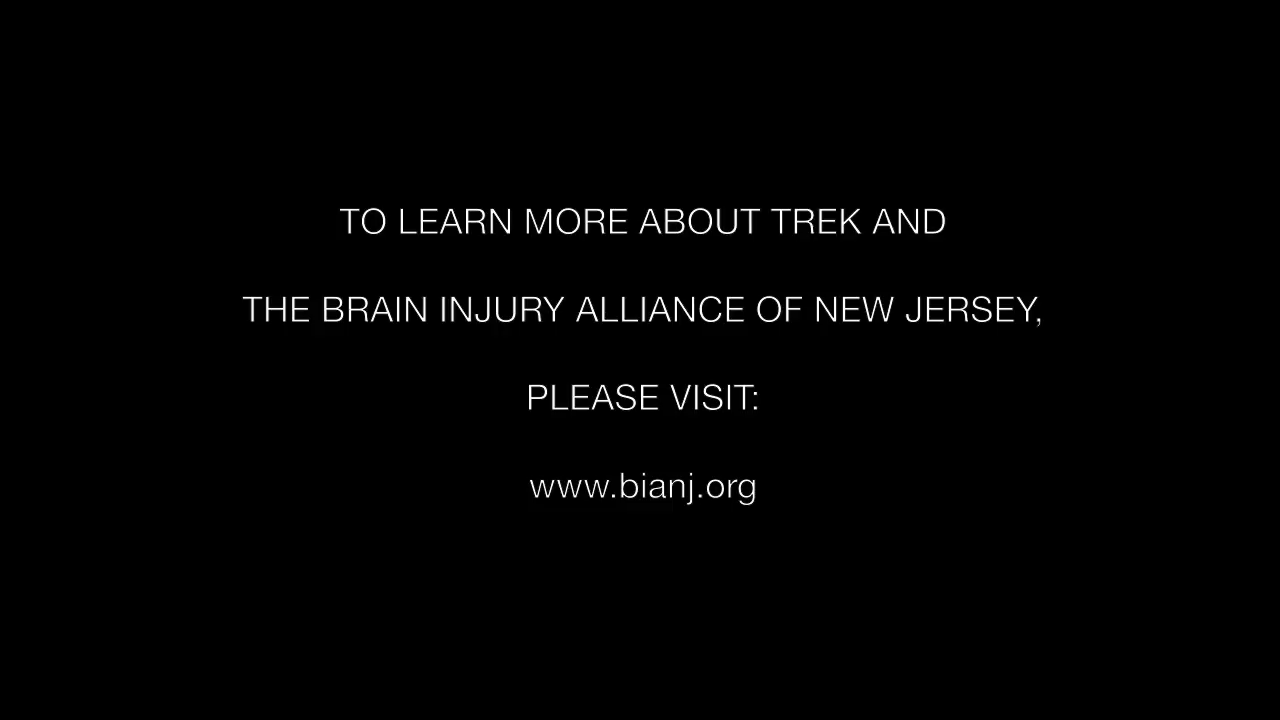 TO LEARN MORE ABOUT TREK AND
THE BRAIN INJURY ALLIANCE OF NEW JERSEY,
PLEASE VISIT:
www.bianj.org